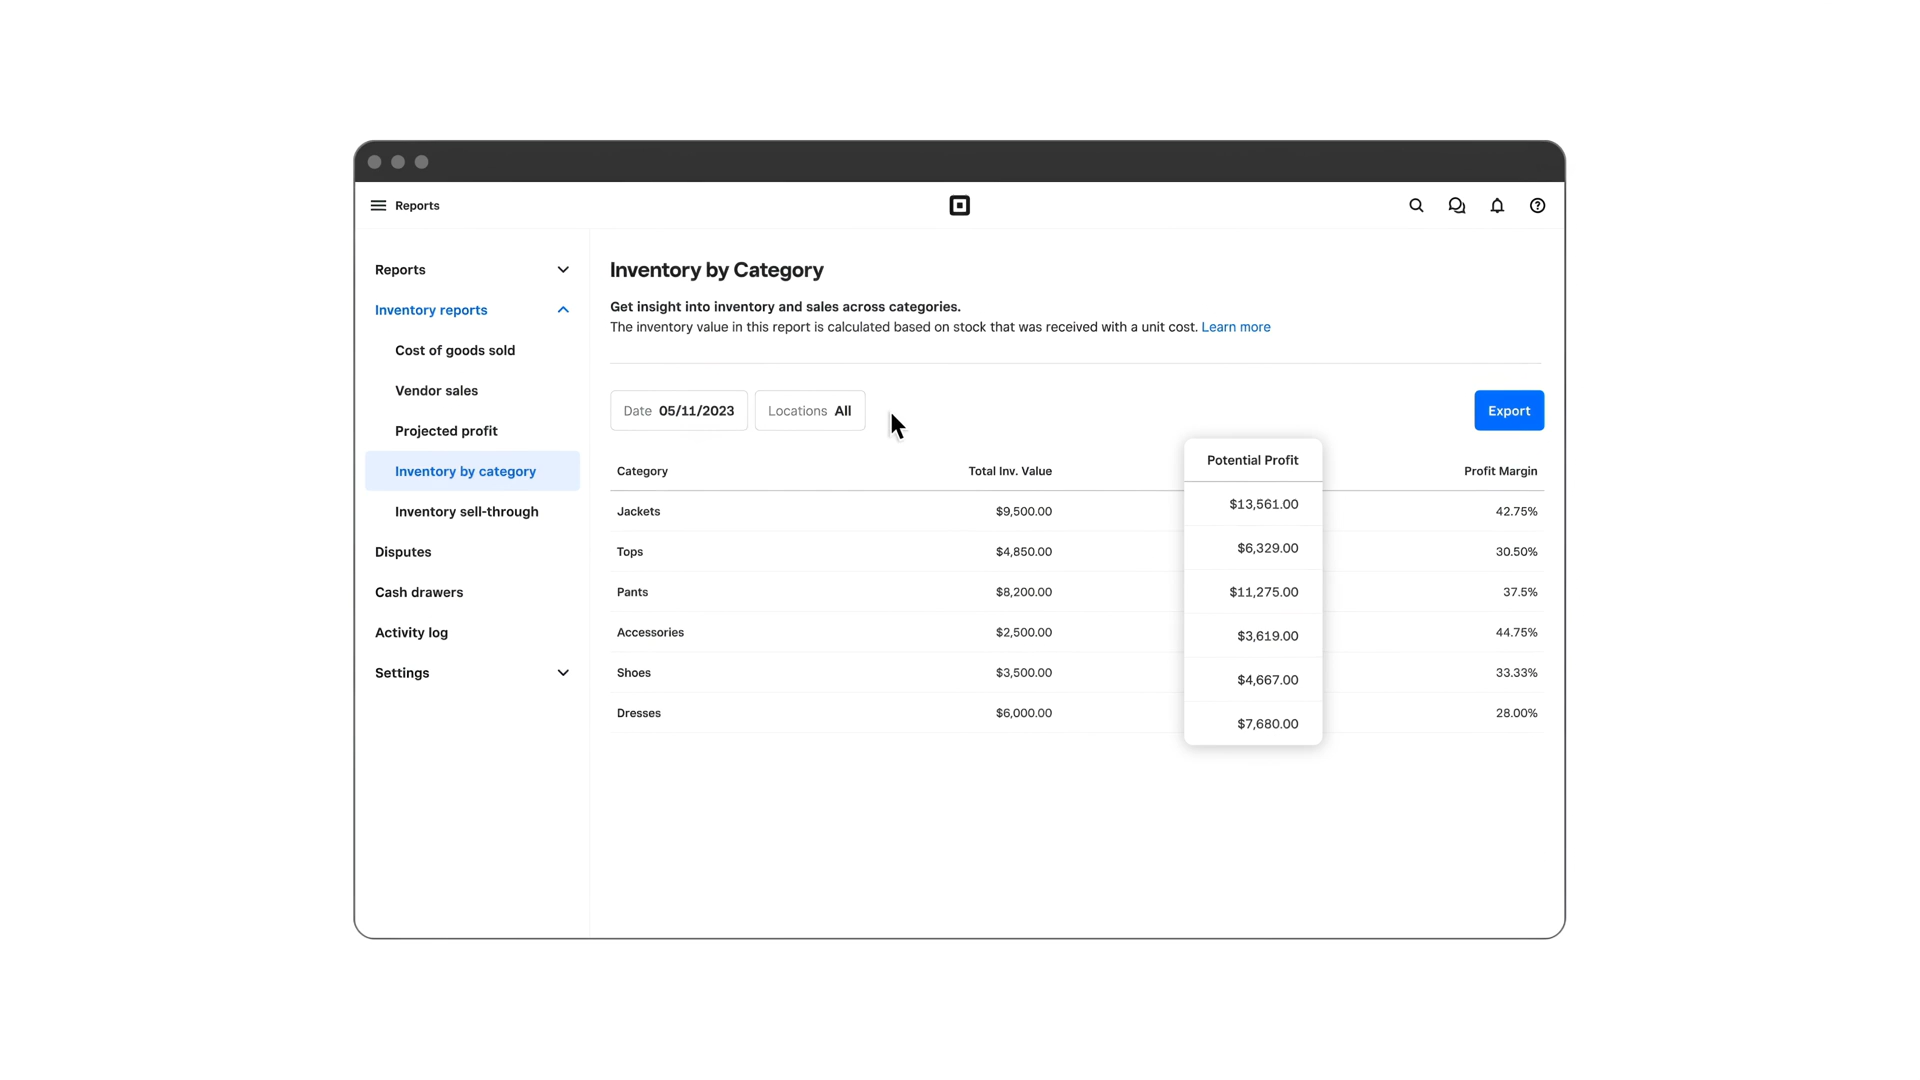 Reports
Reports
Inventory reports
Cost of goods sold
Vendor sales
Projected profit
Inventory by category
Inventory sell-through
Disputes
Cash drawers
Activity log
Settings
Inventory by Category
Get insight into inventory and sales across categories.
The inventory value in this report is calculated based on stock that was received with a unit cost. Learn more
Date 05/11/2023 Locations All Export
Category Total Inv. Value Potential Profit Profit Margin
Jackets $9,500.00 $13,561.00 42.75%
Tops $4,850.00 $6,329.00 30.50%
Pants $8,200.00 $11,275.00 37.5%
Accessories $2,500.00 $3,619.00 44.75%
Shoes $3,500.00 $4,667.00 33.33%
Dresses $6,000.00 $7,680.00 28.00%